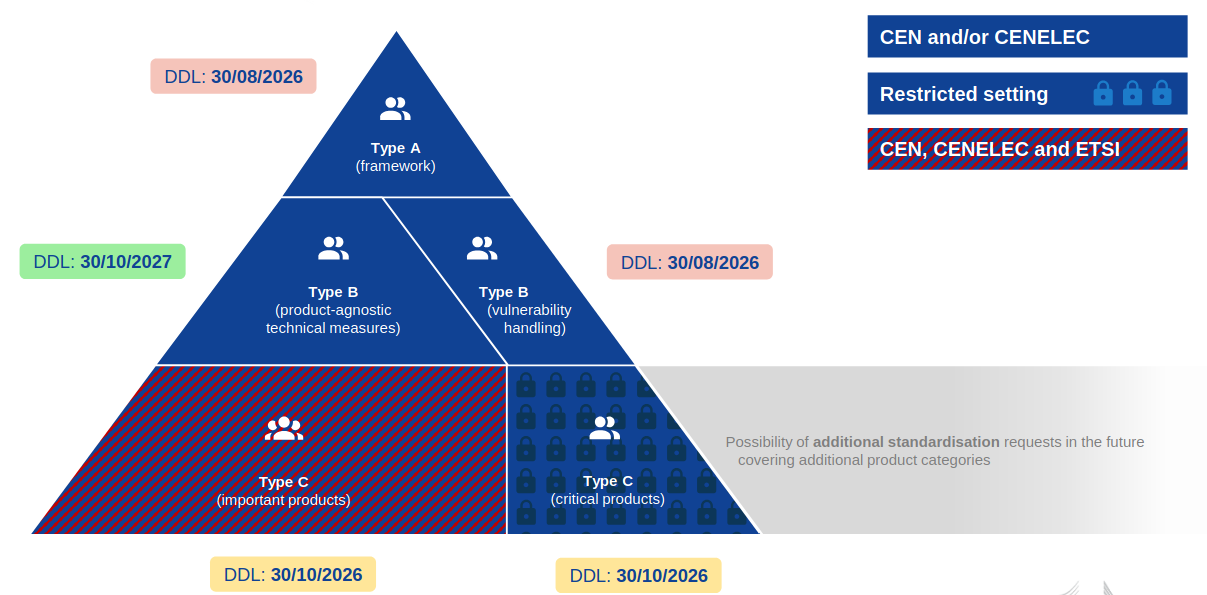 CEN and/or CENELEC
DDL: 30/08/2026
Restricted setting
Type A
(framework)
CEN, CENELEC and ETSI
DDL: 30/10/2027
DDL: 30/08/2026
Type B
(product-agnostic
technical measures)
Type B
(vulnerability
handling)
Possibility of additional standardisation requests in the future
covering additional product categories
Type C
(important products)
Type C
(critical products)
DDL: 30/10/2026
DDL: 30/10/2026